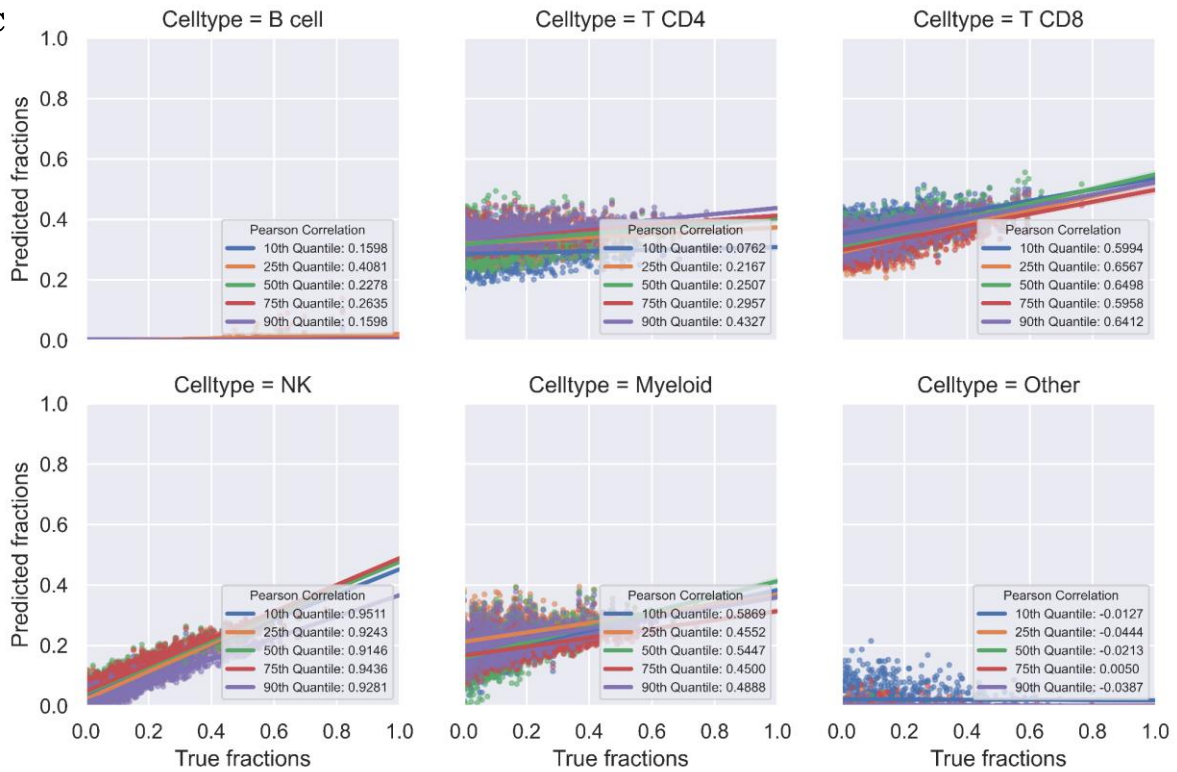 c
Celltype = B cell
Celltype = T CD4
Celltype = T CD8
Predicted fractions
1.0
0.8
0.6
0.4
0.2
0.0
Pearson Correlation
10th Quantile: 0.1598
25th Quantile: 0.4081
50th Quantile: 0.2278
75th Quantile: 0.2635
90th Quantile: 0.1598
Pearson Correlation
10th Quantile: 0.0762
25th Quantile: 0.2167
50th Quantile: 0.2507
75th Quantile: 0.2957
90th Quantile: 0.4327
Pearson Correlation
10th Quantile: 0.5994
25th Quantile: 0.6567
50th Quantile: 0.6498
75th Quantile: 0.5958
90th Quantile: 0.6412
Celltype = NK
Celltype = Myeloid
Celltype = Other
Predicted fractions
1.0
0.8
0.6
0.4
0.2
0.0
Pearson Correlation
10th Quantile: 0.9511
25th Quantile: 0.9243
50th Quantile: 0.9146
75th Quantile: 0.9436
90th Quantile: 0.9281
Pearson Correlation
10th Quantile: 0.5869
25th Quantile: 0.4552
50th Quantile: 0.5447
75th Quantile: 0.4500
90th Quantile: 0.4888
Pearson Correlation
10th Quantile: -0.0127
25th Quantile: -0.0444
50th Quantile: -0.0213
75th Quantile: 0.0050
90th Quantile: -0.0387
0.0 0.2 0.4 0.6 0.8 1.0
0.0 0.2 0.4 0.6 0.8 1.0
0.0 0.2 0.4 0.6 0.8 1.0
True fractions
True fractions
True fractions